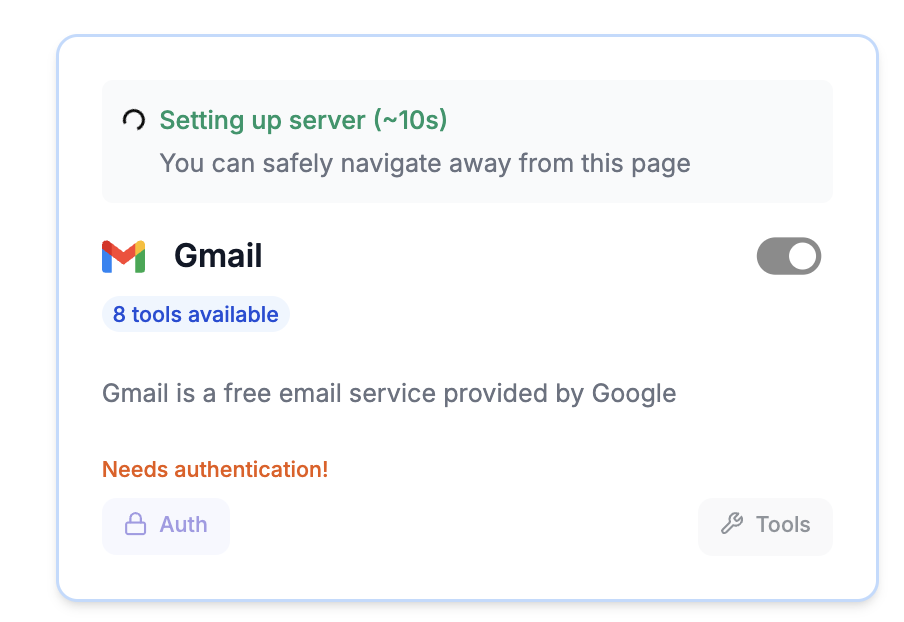 Setting up server (~10s)
You can safely navigate away from this page
Gmail
8 tools available
Gmail is a free email service provided by Google
Needs authentication!
Auth
Tools